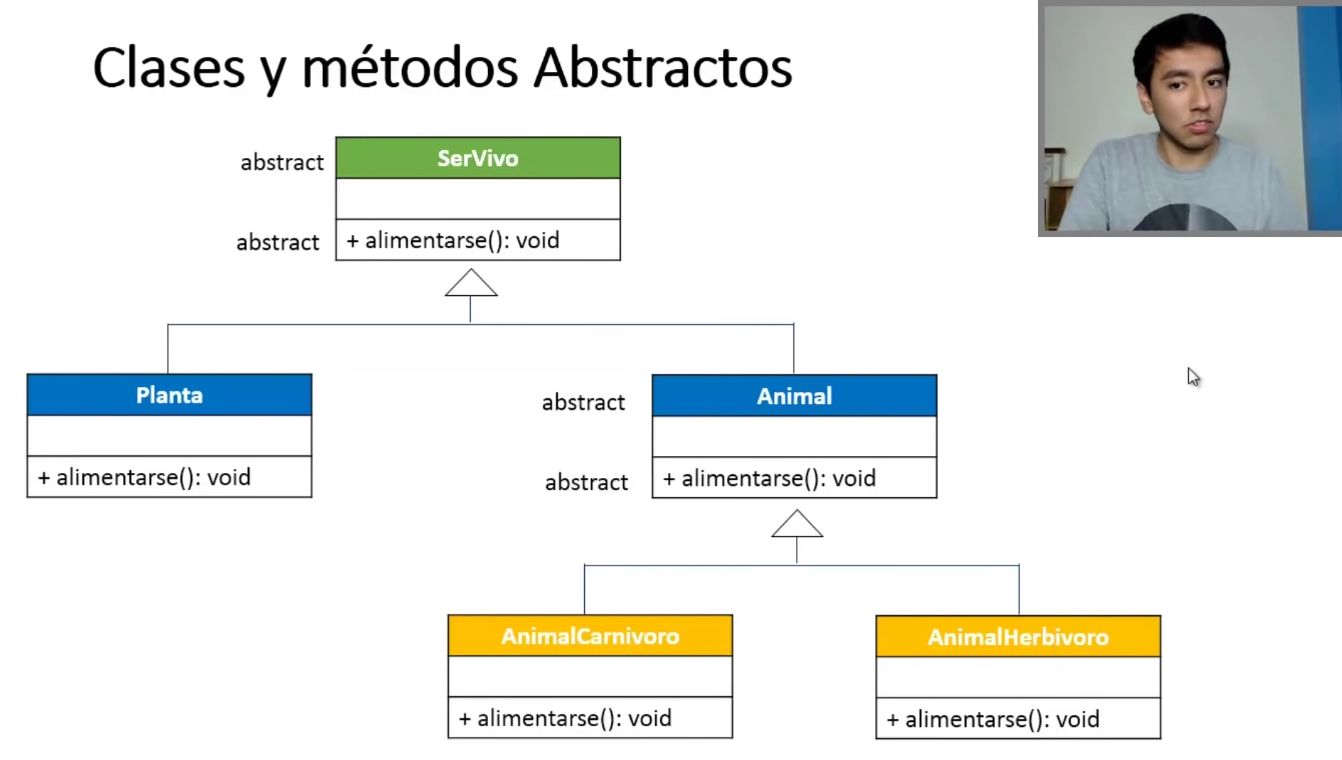 Clases y métodos Abstractos
abstract
SerVivo
abstract
+ alimentarse(): void
Planta
+ alimentarse(): void
abstract
Animal
abstract
+ alimentarse(): void
AnimalCarnivoro
+ alimentarse(): void
AnimalHerbivoro
+ alimentarse(): void